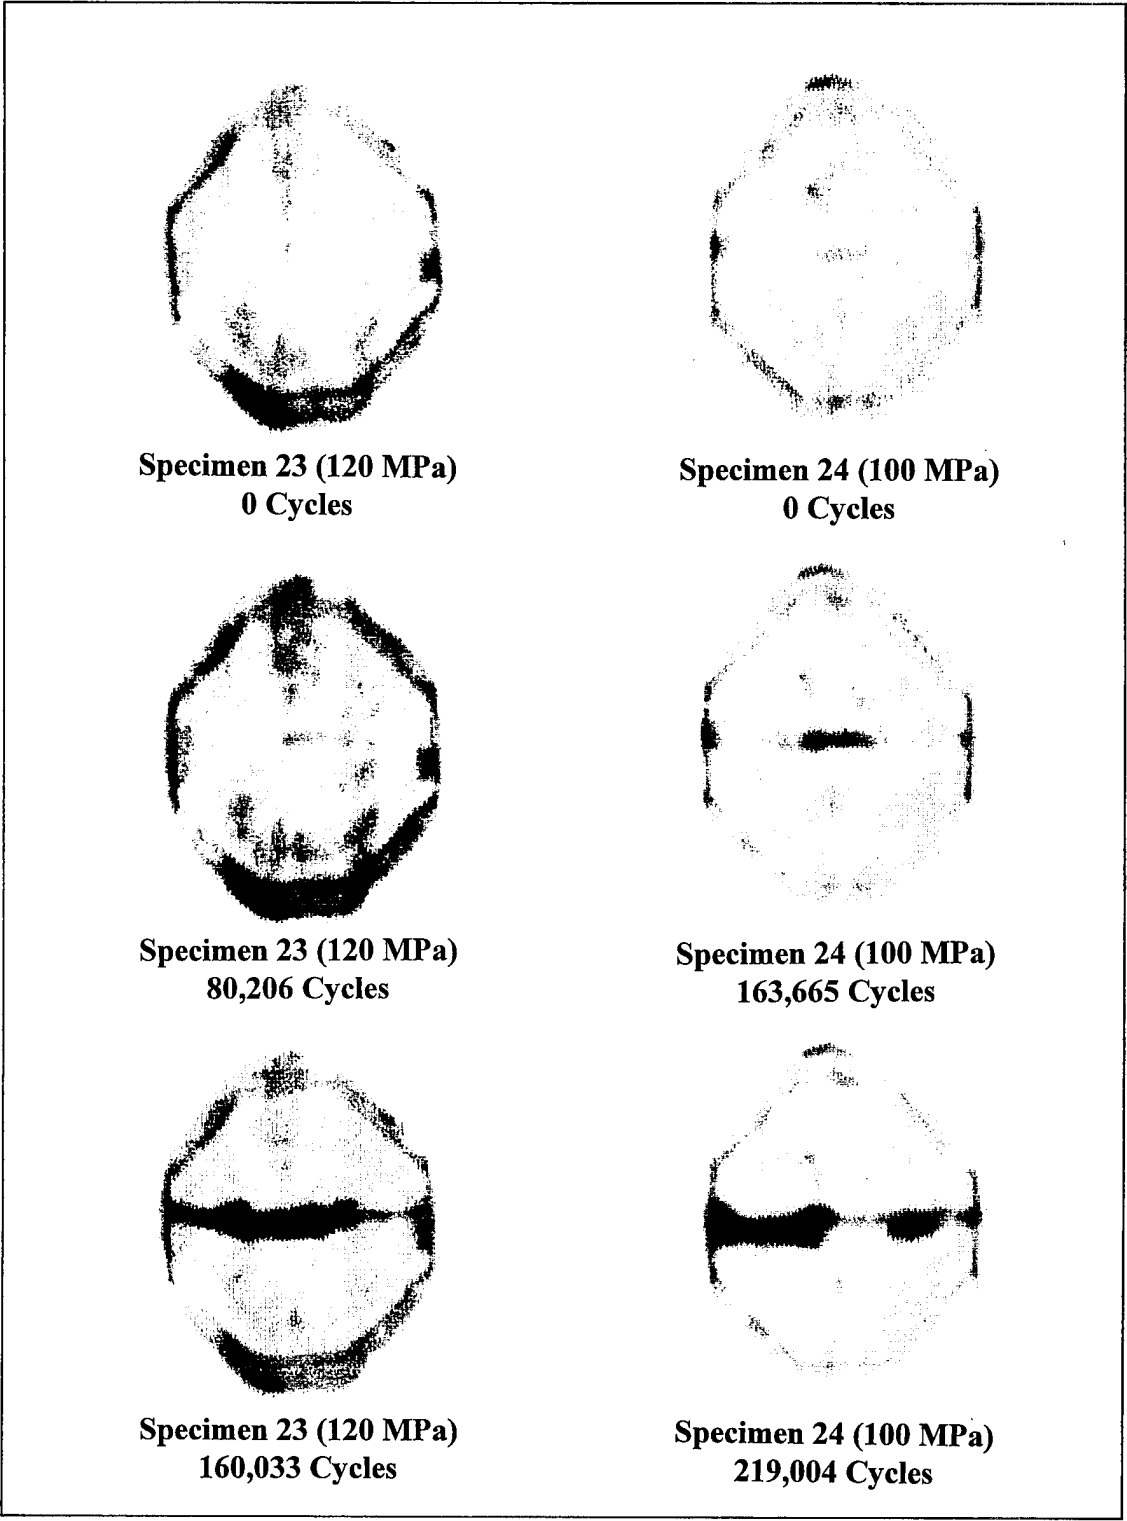 Specimen 23 (120 MPa)
0 Cycles
Specimen 24 (100 MPa)
0 Cycles
Specimen 23 (120 MPa)
80,206 Cycles
Specimen 24 (100 MPa)
163,665 Cycles
Specimen 23 (120 MPa)
160,033 Cycles
Specimen 24 (100 MPa)
219,004 Cycles